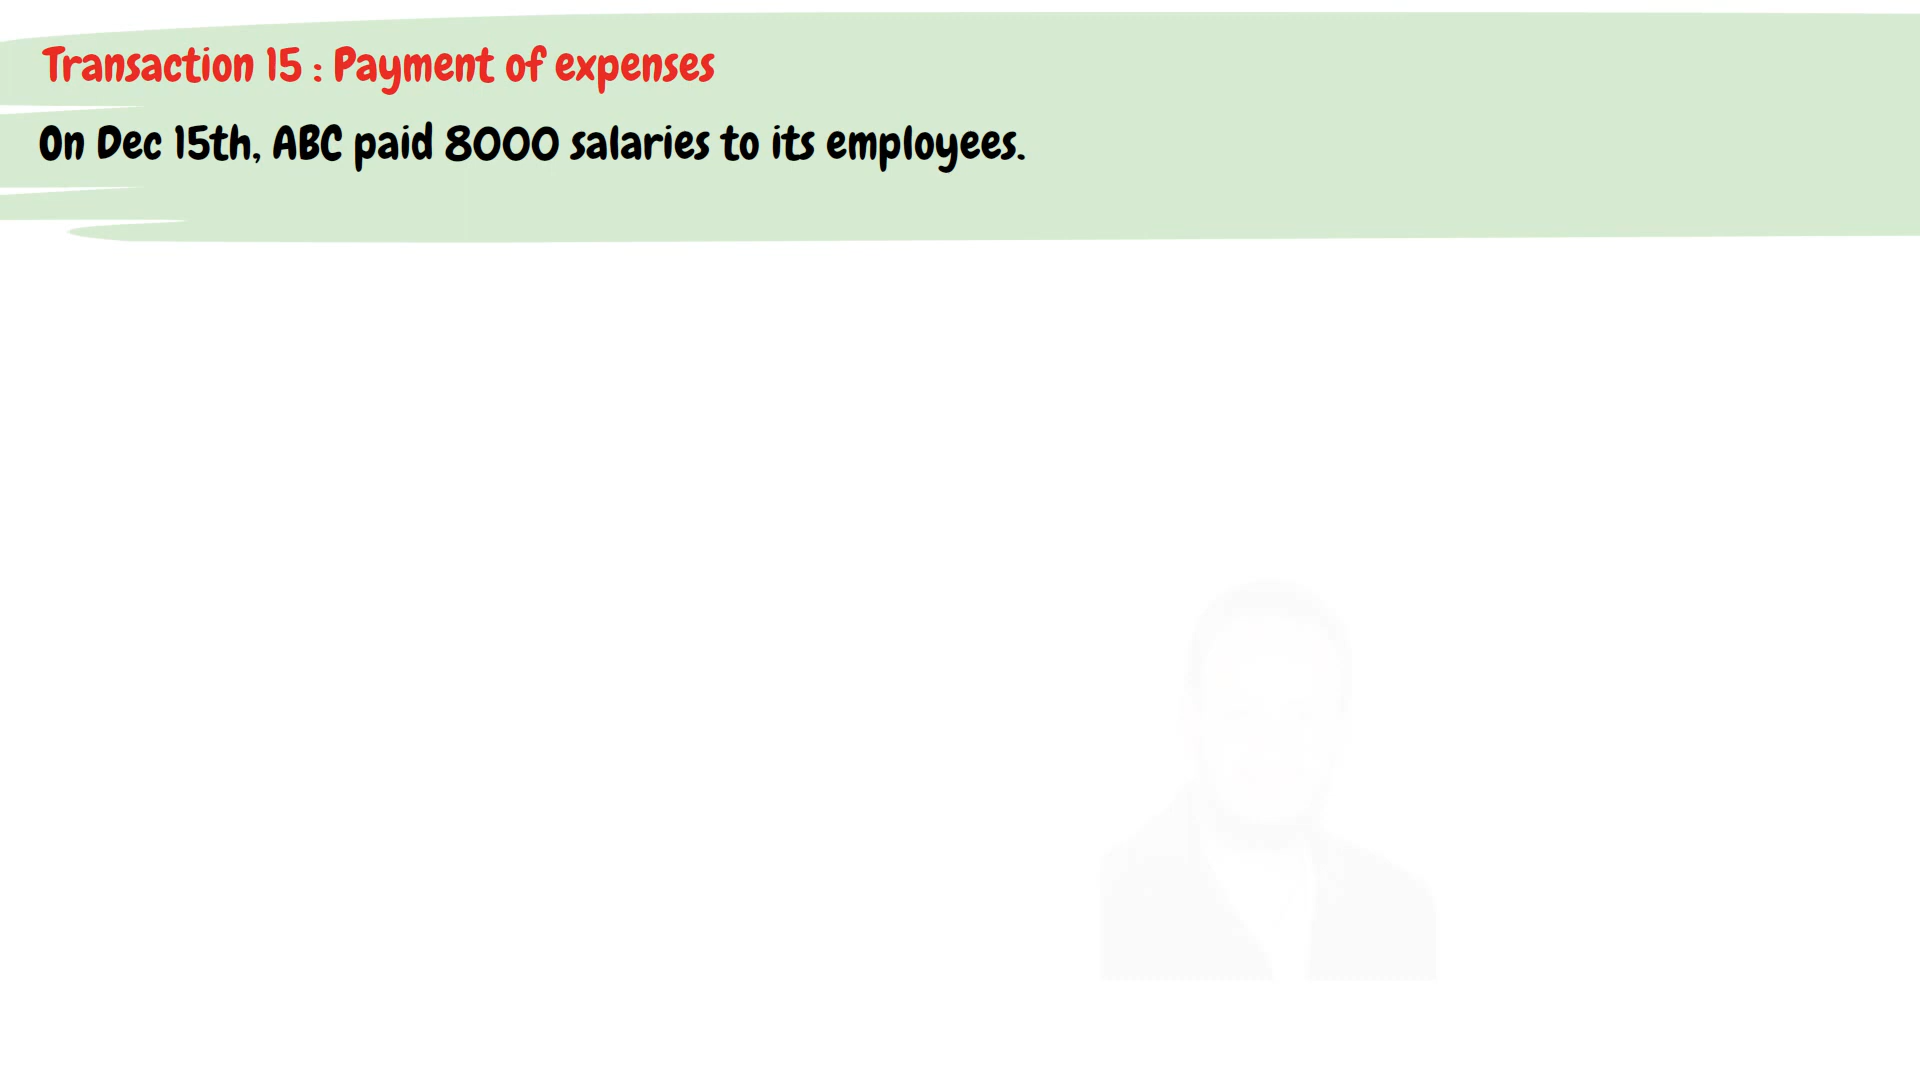 Transaction 15 : Payment of expenses
On Dec 15th, ABC paid 8000 salaries to its employees.